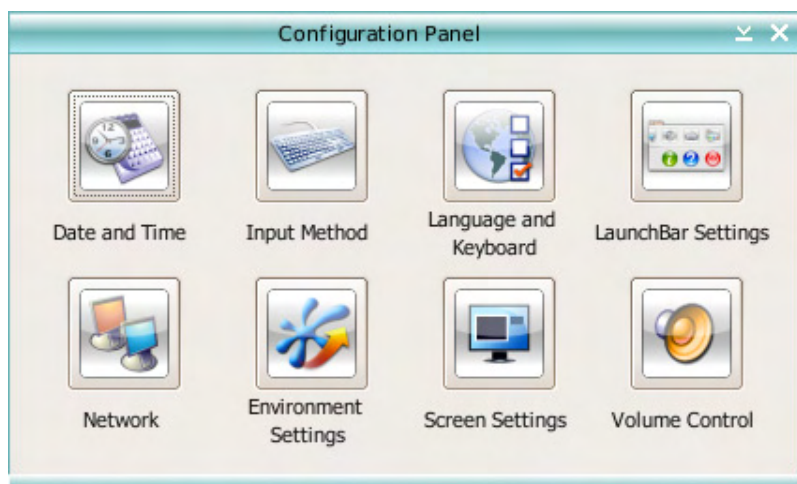 Configuration Panel
Date and Time
Input Method
Language and
Keyboard
LaunchBar Settings
Network
Environment
Settings
Screen Settings
Volume Control